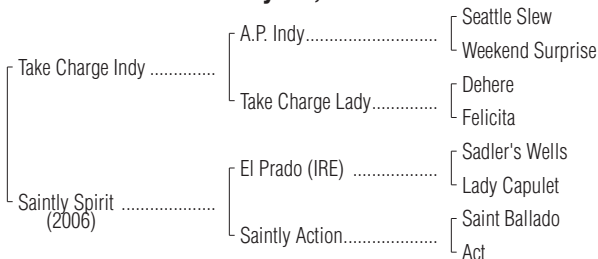 Seattle Slew
A.P. Indy
Weekend Surprise
Take Charge Indy
Dehere
Take Charge Lady
Felicita
Sadler's Wells
El Prado (IRE)
Lady Capulet
Saintly Spirit
(2006)
Saint Ballado
Saintly Action
Act